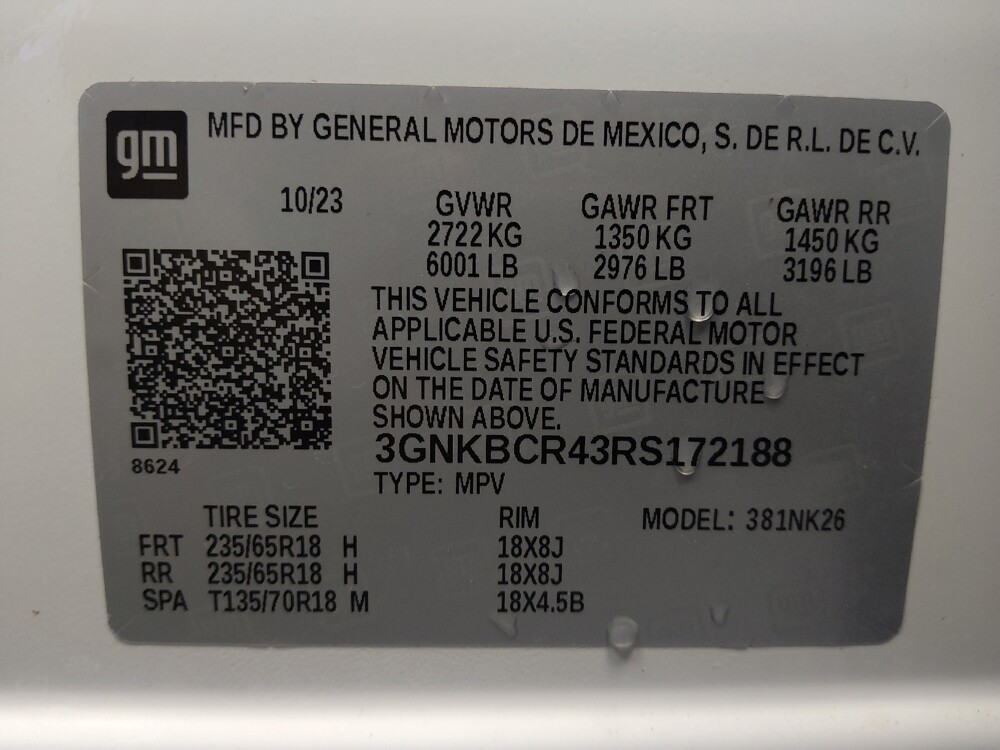 gm
MFD BY GENERAL MOTORS DE MEXICO, S. DE R.L. DE C.V.
10/23 GVWR GAWR FRT GAWR RR
2722 KG 1350 KG 1450 KG
6001 LB 2976 LB 3196 LB
THIS VEHICLE CONFORMS TO ALL
APPLICABLE U.S. FEDERAL MOTOR
VEHICLE SAFETY STANDARDS IN EFFECT
ON THE DATE OF MANUFACTURE
SHOWN ABOVE.
3GNKBCR43RS172188
8624
TYPE: MPV
TIRE SIZE RIM MODEL: 381NK26
FRT 235/65R18 H 18X8J
RR 235/65R18 H 18X8J
SPA T135/70R18 M 18X4.5B